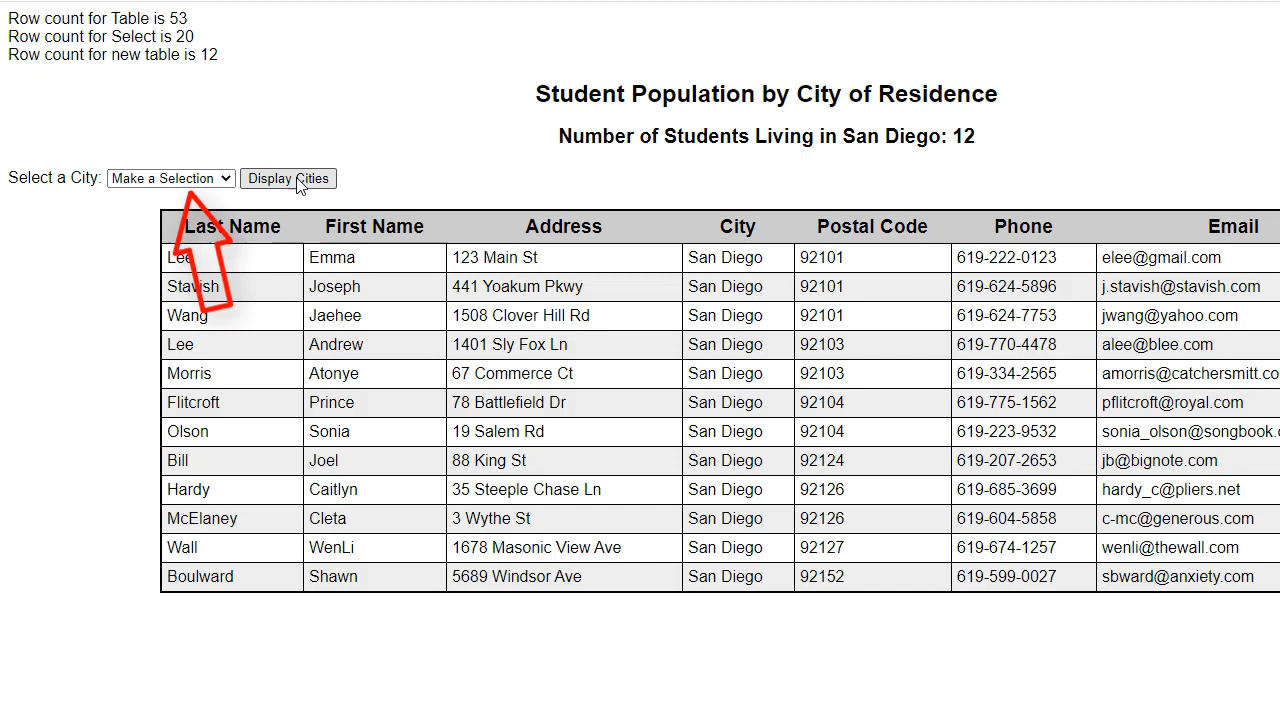 Row count for Table is 53
Row count for Select is 20
Row count for new table is 12
Student Population by City of Residence
Number of Students Living in San Diego: 12
Select a City: Make a Selection Display Cities
Last Name First Name Address City Postal Code Phone Email
Lee Emma 123 Main St San Diego 92101 619-222-0123 elee@gmail.com
Stavish Joseph 441 Yoakum Pkwy San Diego 92101 619-624-5896 j.stavish@stavish.com
Wang Jaehee 1508 Clover Hill Rd San Diego 92101 619-624-7753 jwang@yahoo.com
Lee Andrew 1401 Sly Fox Ln San Diego 92103 619-770-4478 alee@blee.com
Morris Atonye 67 Commerce Ct San Diego 92103 619-334-2565 amorris@catchersmitt.co
Flitcroft Prince 78 Battlefield Dr San Diego 92104 619-775-1562 pflitcroft@royal.com
Olson Sonia 19 Salem Rd San Diego 92104 619-223-9532 sonia_olson@songbook.
Bill Joel 88 King St San Diego 92124 619-207-2653 jb@bignote.com
Hardy Caitlyn 35 Steeple Chase Ln San Diego 92126 619-685-3699 hardy_c@pliers.net
McElaney Cleta 3 Wythe St San Diego 92126 619-604-5858 c-mc@generous.com
Wall WenLi 1678 Masonic View Ave San Diego 92127 619-674-1257 wenli@thewall.com
Boulward Shawn 5689 Windsor Ave San Diego 92152 619-599-0027 sbward@anxiety.com